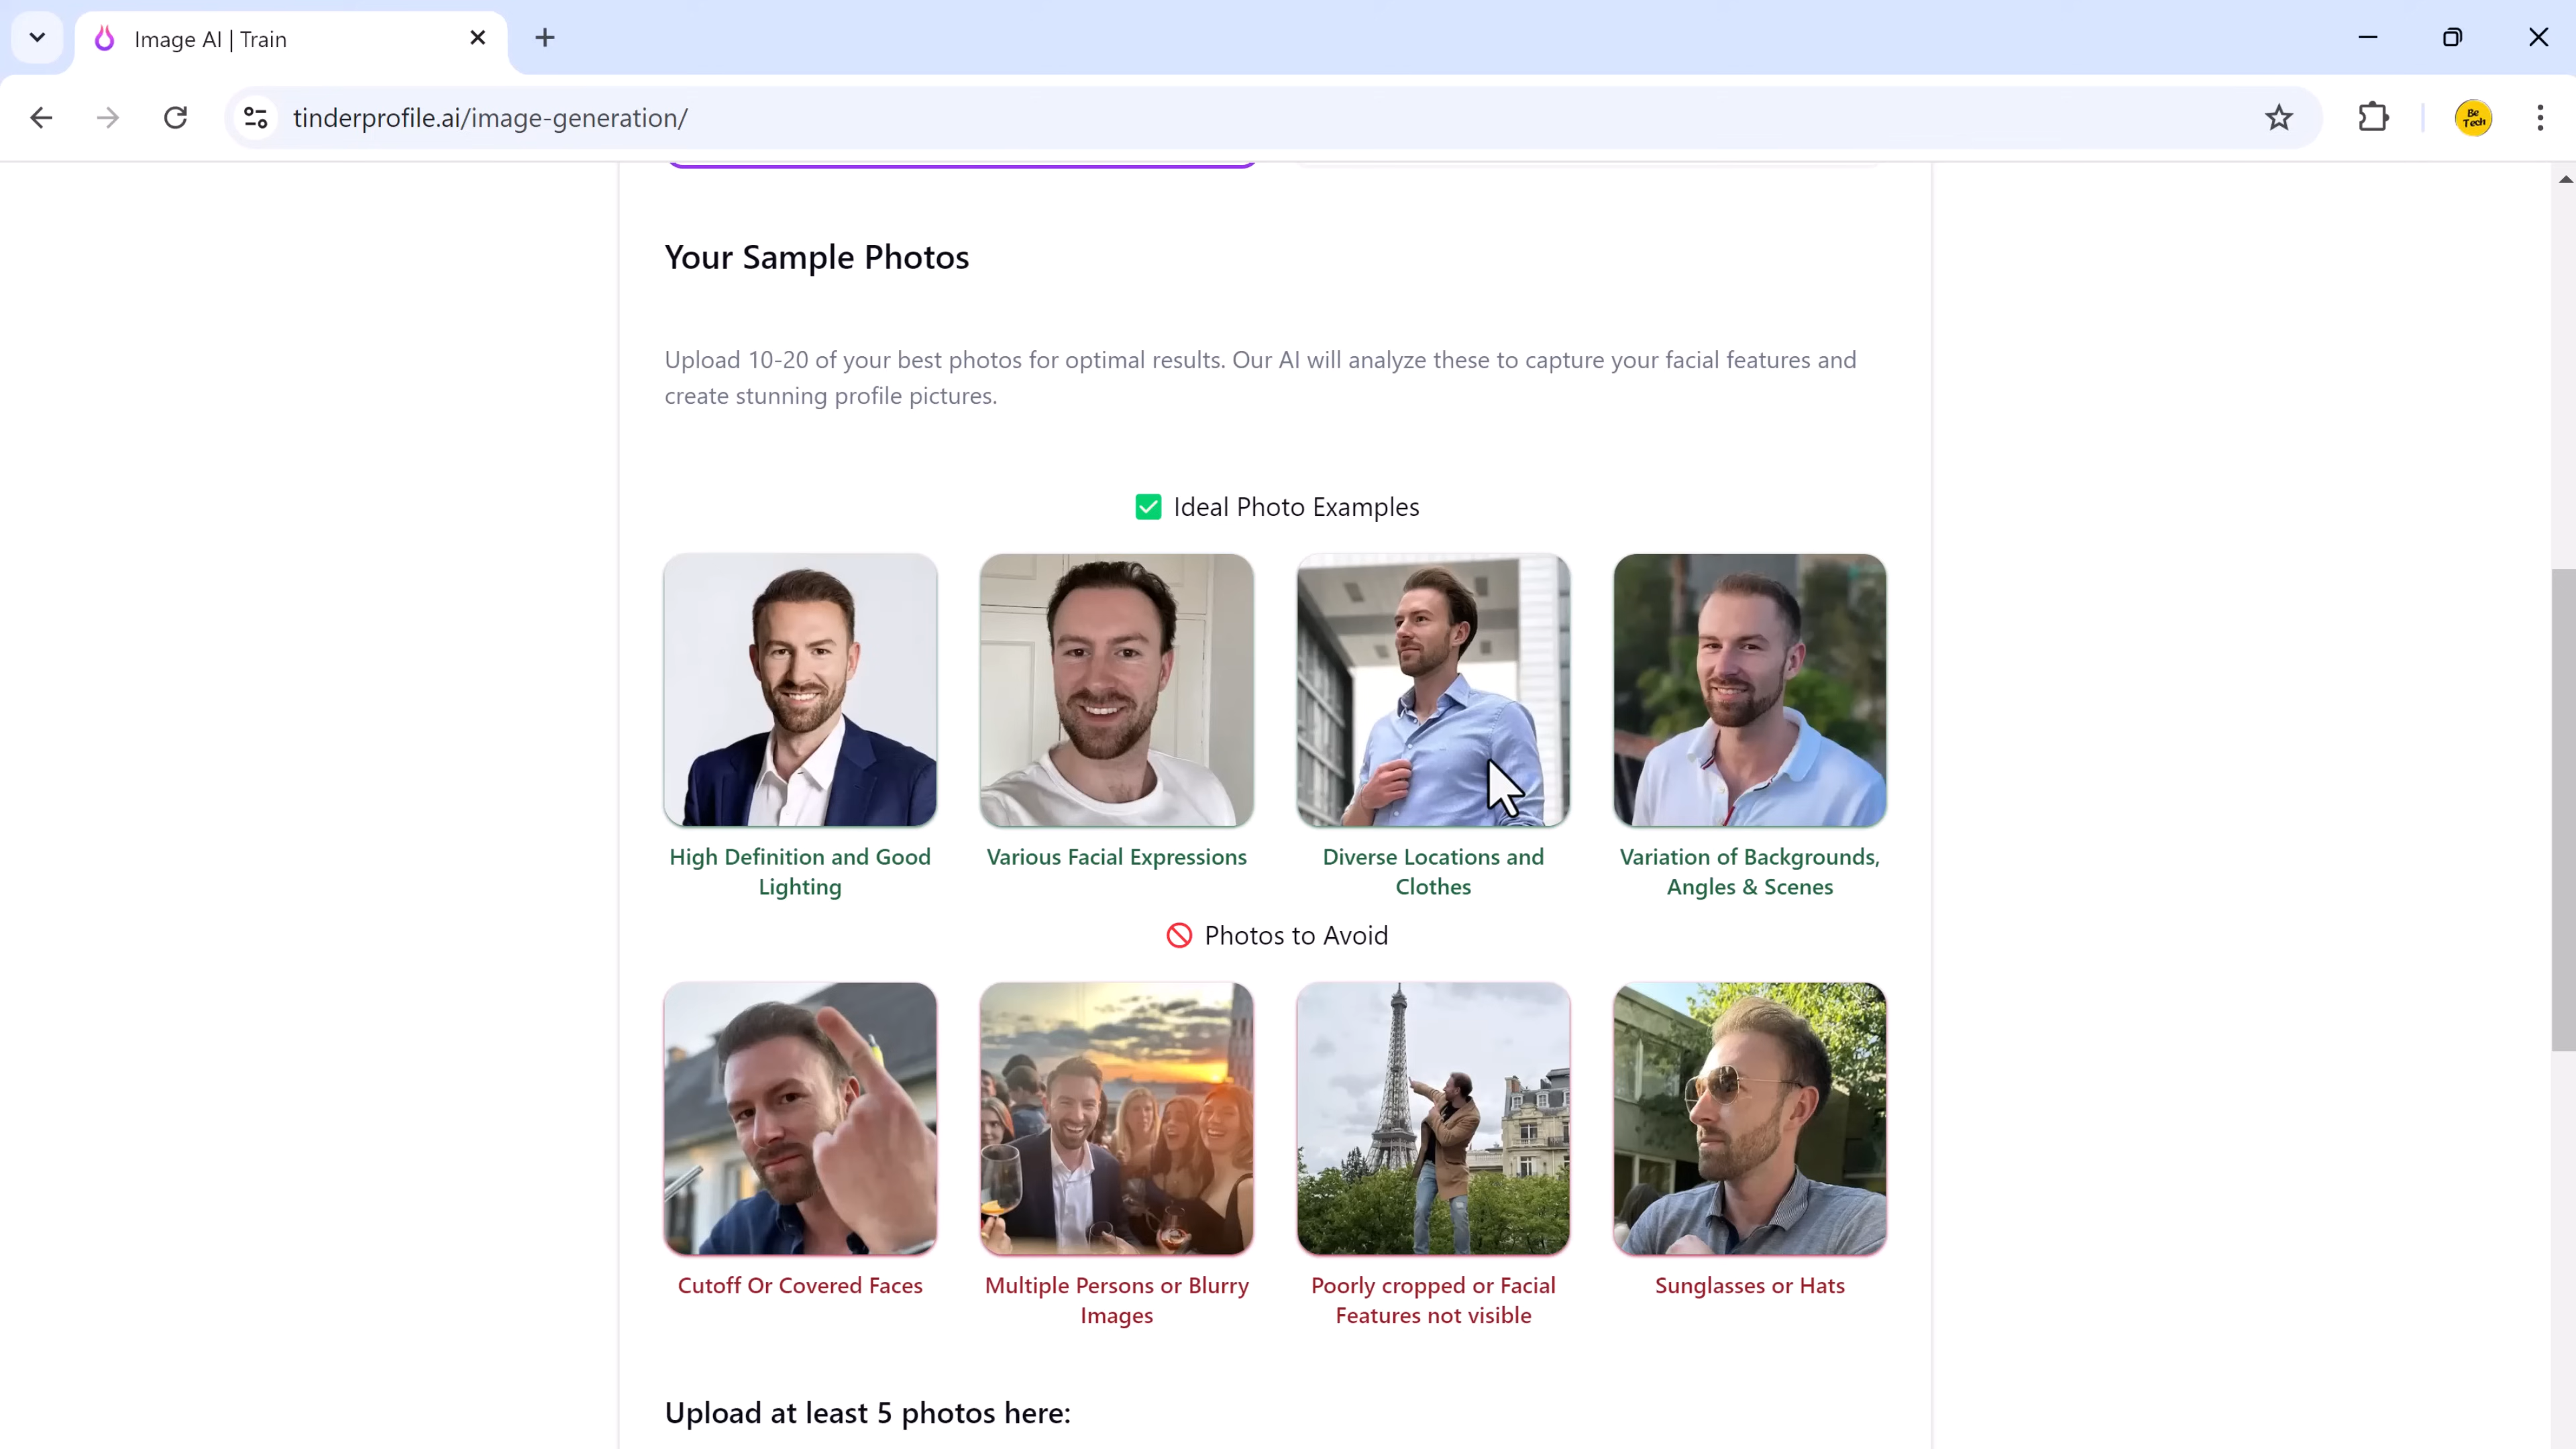 Image AI | Train
tinderprofile.ai/image-generation/
Be
Tech
Your Sample Photos
Upload 10-20 of your best photos for optimal results. Our AI will analyze these to capture your facial features and
create stunning profile pictures.
Ideal Photo Examples
High Definition and Good
Lighting
Various Facial Expressions
Diverse Locations and
Clothes
Variation of Backgrounds,
Angles & Scenes
Photos to Avoid
Cutoff Or Covered Faces
Multiple Persons or Blurry
Images
Poorly cropped or Facial
Features not visible
Sunglasses or Hats
Upload at least 5 photos here: